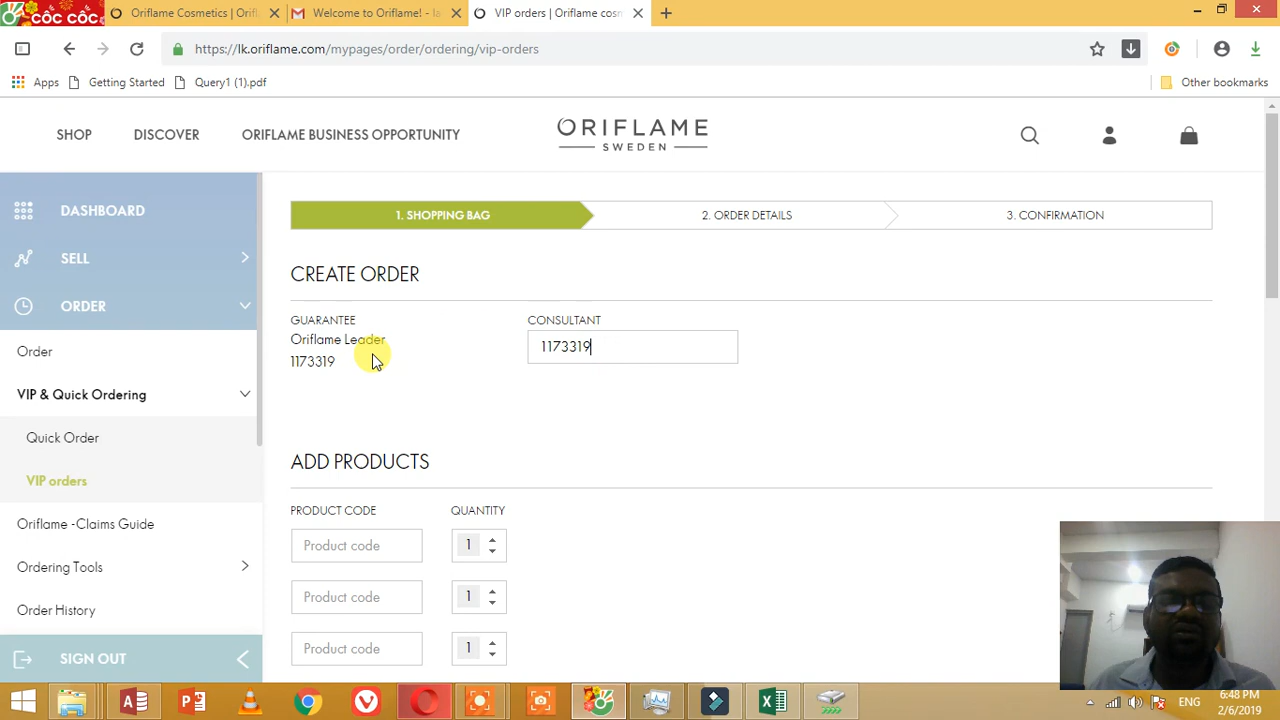 CỐC CỐC
Oriflame Cosmetics | Orifl
Welcome to Oriflame! - la
VIP orders | Oriflame cosm
https://lk.oriflame.com/mypages/order/ordering/vip-orders
Apps
Getting Started
Query1 (1).pdf
Other bookmarks
SHOP
DISCOVER
ORIFLAME BUSINESS OPPORTUNITY
ORIFLAME
SWEDEN
DASHBOARD
SELL
ORDER
Order
VIP & Quick Ordering
Quick Order
VIP orders
Oriflame -Claims Guide
Ordering Tools
Order History
SIGN OUT
1. SHOPPING BAG
2. ORDER DETAILS
3. CONFIRMATION
CREATE ORDER
GUARANTEE
CONSULTANT
Oriflame Leader
1173319
1173319
ADD PRODUCTS
PRODUCT CODE
QUANTITY
Product code
1
Product code
1
Product code
1
ENG
6:48 PM
2/6/2019